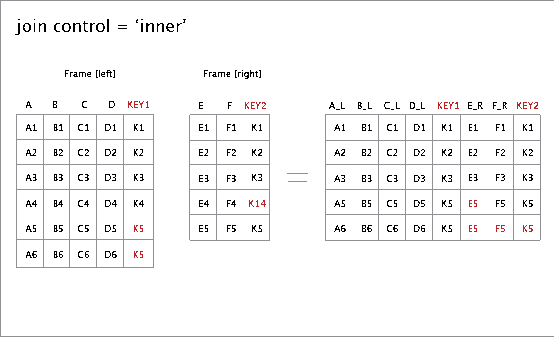 join control = ‘inner’
Frame [left] Frame [right]
A B C D KEY1 E F KEY2 A_L B_L C_L D_L KEY1 E_R F_R KEY2
A1 B1 C1 D1 K1 E1 F1 K1 A1 B1 C1 D1 K1 E1 F1 K1
A2 B2 C2 D2 K2 E2 F2 K2 A2 B2 C2 D2 K2 E2 F2 K2
A3 B3 C3 D3 K3 E3 F3 K3 A3 B3 C3 D3 K3 E3 F3 K3
A4 B4 C4 D4 K4 E4 F4 K14 A5 B5 C5 D5 K5 E5 F5 K5
A5 B5 C5 D5 K5 E5 F5 K5 A6 B6 C6 D6 K5 E5 F5 K5
A6 B6 C6 D6 K5